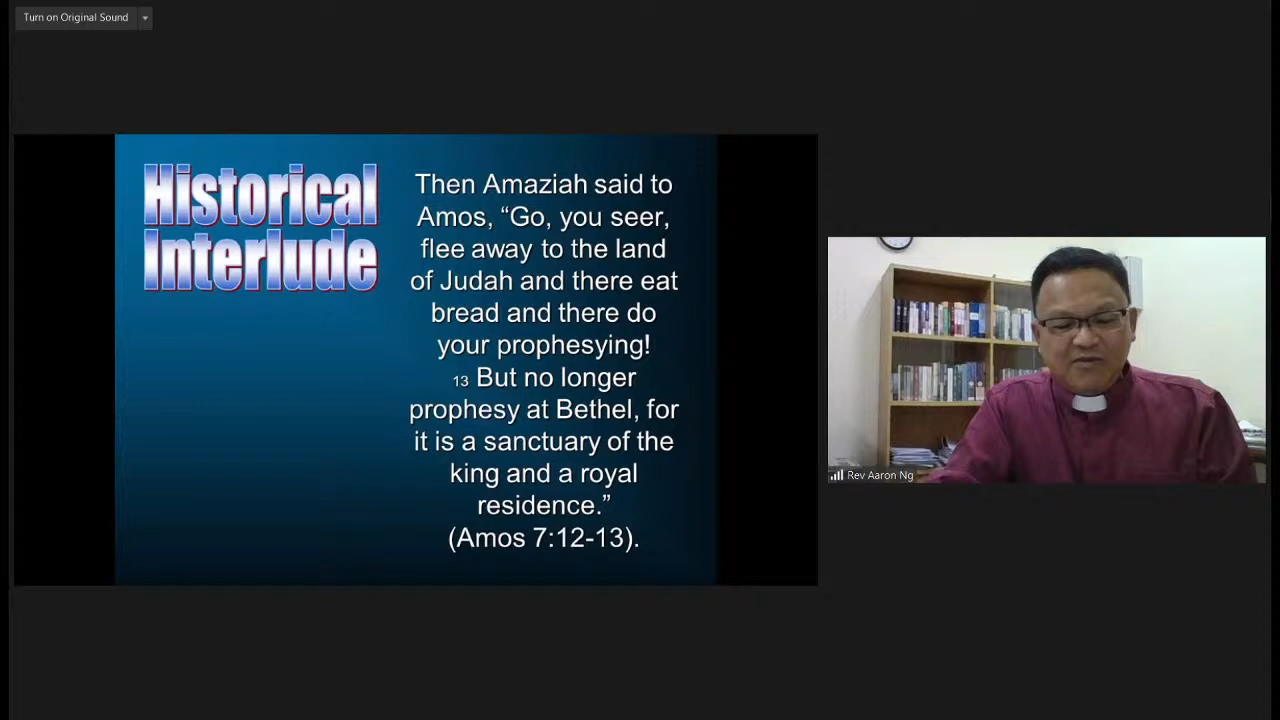 Turn on Original Sound
Historical
Interlude
Then Amaziah said to
Amos, “Go, you seer,
flee away to the land
of Judah and there eat
bread and there do
your prophesying!
13 But no longer
prophesy at Bethel, for
it is a sanctuary of the
king and a royal
residence.”
(Amos 7:12-13).
Rev Aaron Ng